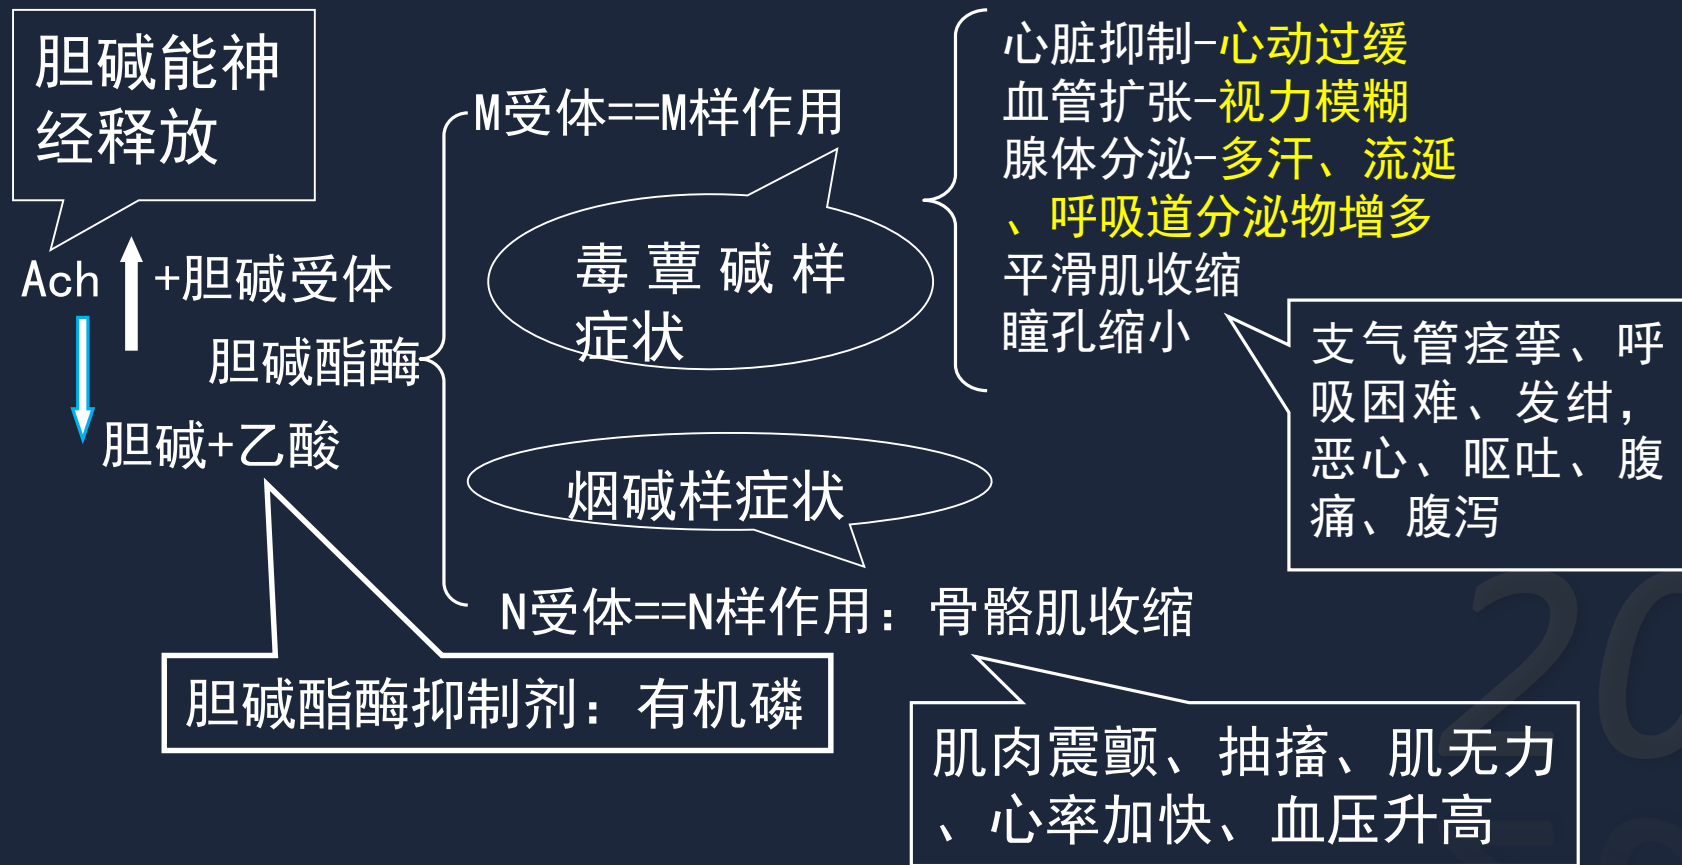 胆碱能神
经释放
Ach
+胆碱受体
胆碱酯酶
胆碱+乙酸
胆碱酯酶抑制剂：有机磷
M受体==M样作用
毒蕈碱样
症状
心脏抑制-心动过缓
血管扩张-视力模糊
腺体分泌-多汗、流涎
、呼吸道分泌物增多
平滑肌收缩
瞳孔缩小
支气管痉挛、呼
吸困难、发绀，
恶心、呕吐、腹
痛、腹泻
烟碱样症状
N受体==N样作用：骨骼肌收缩
肌肉震颤、抽搐、肌无力
、心率加快、血压升高
20